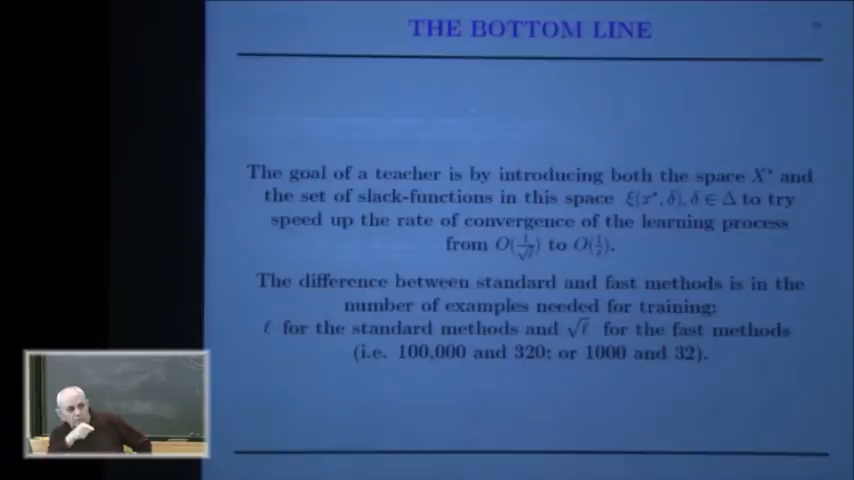 THE BOTTOM LINE
The goal of a teacher is by introducing both the space X* and
the set of slack-functions in this space ξ(x*, δ), δ ∈ Δ to try
speed up the rate of convergence of the learning process
from O(1/√ℓ) to O(1/ℓ).
The difference between standard and fast methods is in the
number of examples needed for training:
ℓ for the standard methods and √ℓ for the fast methods
(i.e. 100,000 and 320; or 1000 and 32).